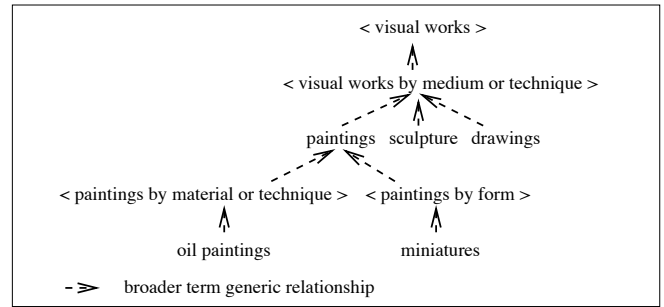 < visual works >
< visual works by medium or technique >
paintings sculpture drawings
< paintings by material or technique > < paintings by form >
oil paintings miniatures
broader term generic relationship